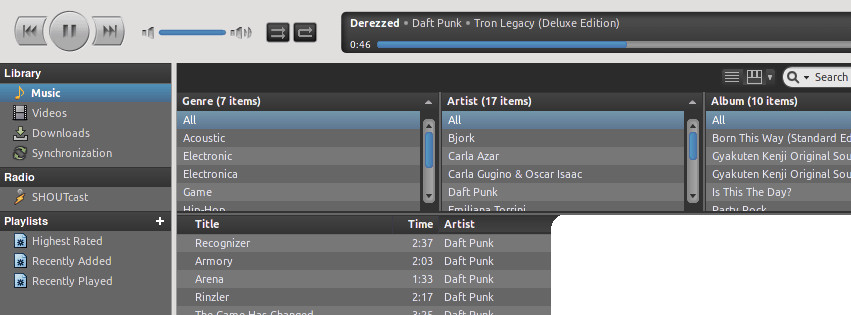 Derezzed • Daft Punk • Tron Legacy (Deluxe Edition)
0:46
Library
Music
Videos
Downloads
Synchronization
Radio
SHOUTcast
Playlists +
Highest Rated
Recently Added
Recently Played
Search
Genre (7 items)
All
Acoustic
Electronic
Electronica
Game
Hip-Hop
Artist (17 items)
All
Bjork
Carla Azar
Carla Gugino & Oscar Isaac
Daft Punk
Emiliana Torrini
Album (10 items)
All
Born This Way (Standard Ed
Gyakuten Kenji Original Sou
Gyakuten Kenji Original Sou
Is This The Day?
Party Rock
Title Time Artist
Recognizer 2:37 Daft Punk
Armory 2:03 Daft Punk
Arena 1:33 Daft Punk
Rinzler 2:17 Daft Punk
The Game Has Changed 3:25 Daft Punk